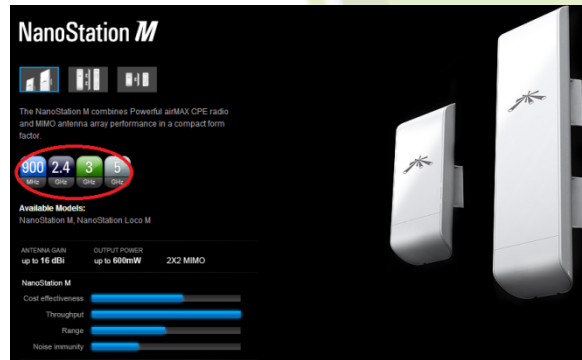 NanoStation M
The NanoStation M combines Powerful airMAX CPE radio
and MIMO antenna array performance in a compact form
factor.
900 2.4 3 5
MHz GHz GHz GHz
Available Models:
NanoStation M, NanoStation Loco M
ANTENNA GAIN OUTPUT POWER
up to 16 dBi up to 600mW 2X2 MIMO
NanoStation M
Cost effectiveness
Throughput
Range
Noise immunity